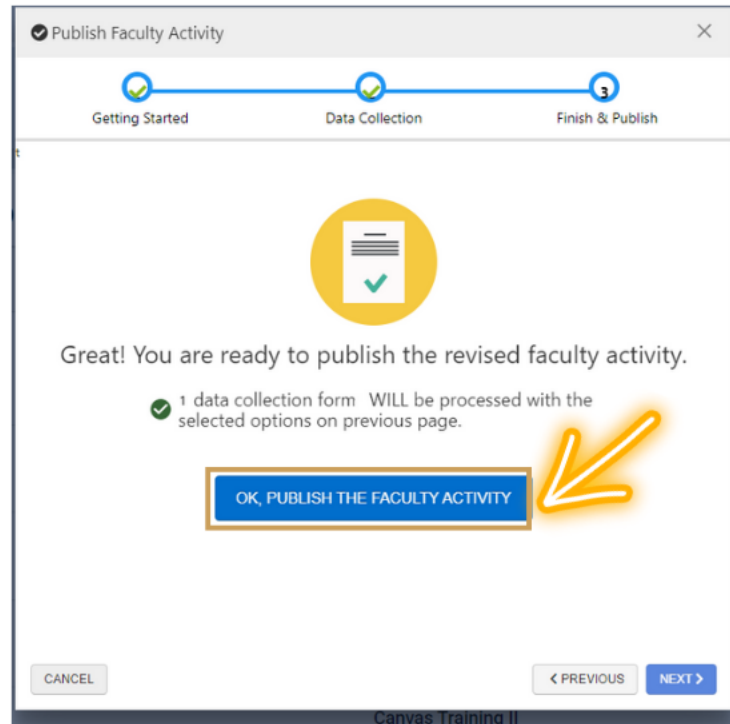 Publish Faculty Activity
Getting Started
Data Collection
3
Finish & Publish
t
Great! You are ready to publish the revised faculty activity.
1 data collection form WILL be processed with the
selected options on previous page.
OK, PUBLISH THE FACULTY ACTIVITY
CANCEL
< PREVIOUS
NEXT >
Canvas Training II